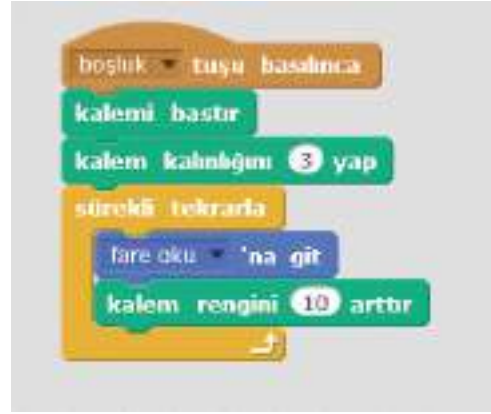 boşluk tuşu basılınca
kalemi bastır
kalem kalınlığını 3 yap
sürekli tekrarla
fare oku 'na git
kalem rengini 10 arttır